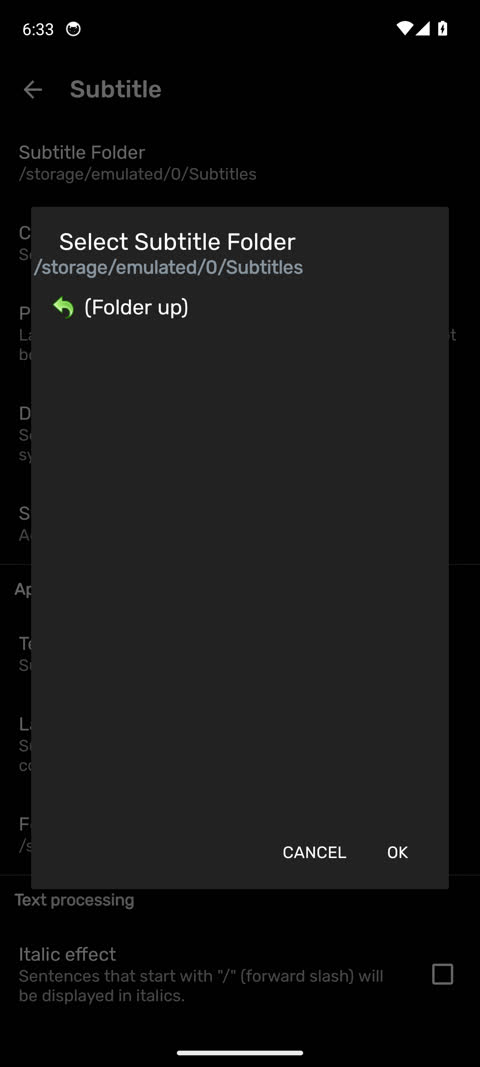 6:33
Subtitle
Subtitle Folder
/storage/emulated/0/Subtitles
Select Subtitle Folder
/storage/emulated/0/Subtitles
(Folder up)
CANCEL
OK
Text processing
Italic effect
Sentences that start with "/" (forward slash) will
be displayed in italics.